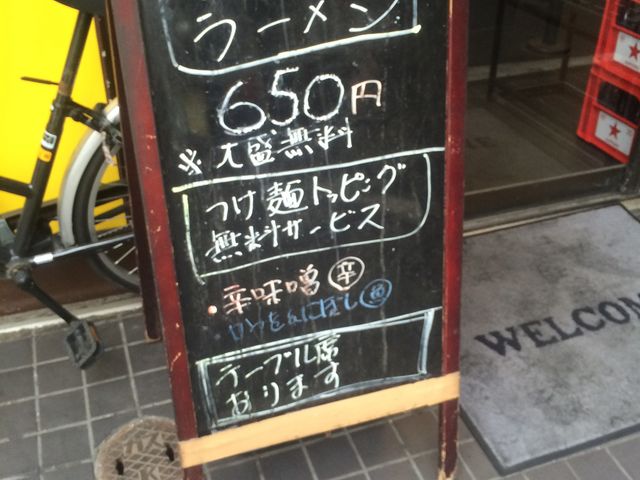 ラーメン
650円
※大盛無料
つけ麺トッピング
無料サービス
・辛味噌 辛
テーブル席
あります
WELCOM
ガス